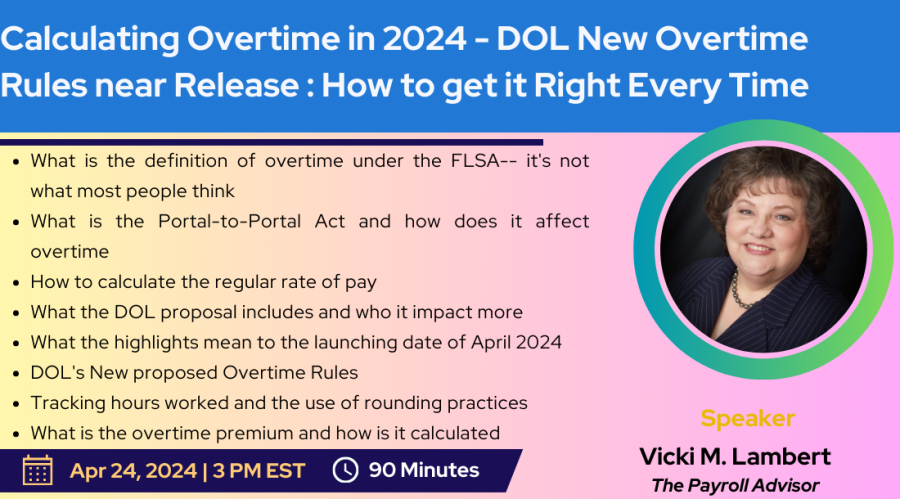 Calculating Overtime in 2024 - DOL New Overtime
Rules near Release : How to get it Right Every Time
• What is the definition of overtime under the FLSA-- it's not
what most people think
• What is the Portal-to-Portal Act and how does it affect
overtime
• How to calculate the regular rate of pay
• What the DOL proposal includes and who it impact more
• What the highlights mean to the launching date of April 2024
• DOL's New proposed Overtime Rules
• Tracking hours worked and the use of rounding practices
• What is the overtime premium and how is it calculated
Apr 24, 2024 | 3 PM EST
90 Minutes
Speaker
Vicki M. Lambert
The Payroll Advisor